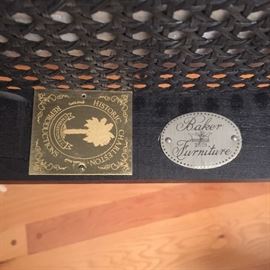 HISTORIC CHARLESTON
REPRODUCTIONS
Baker
Furniture